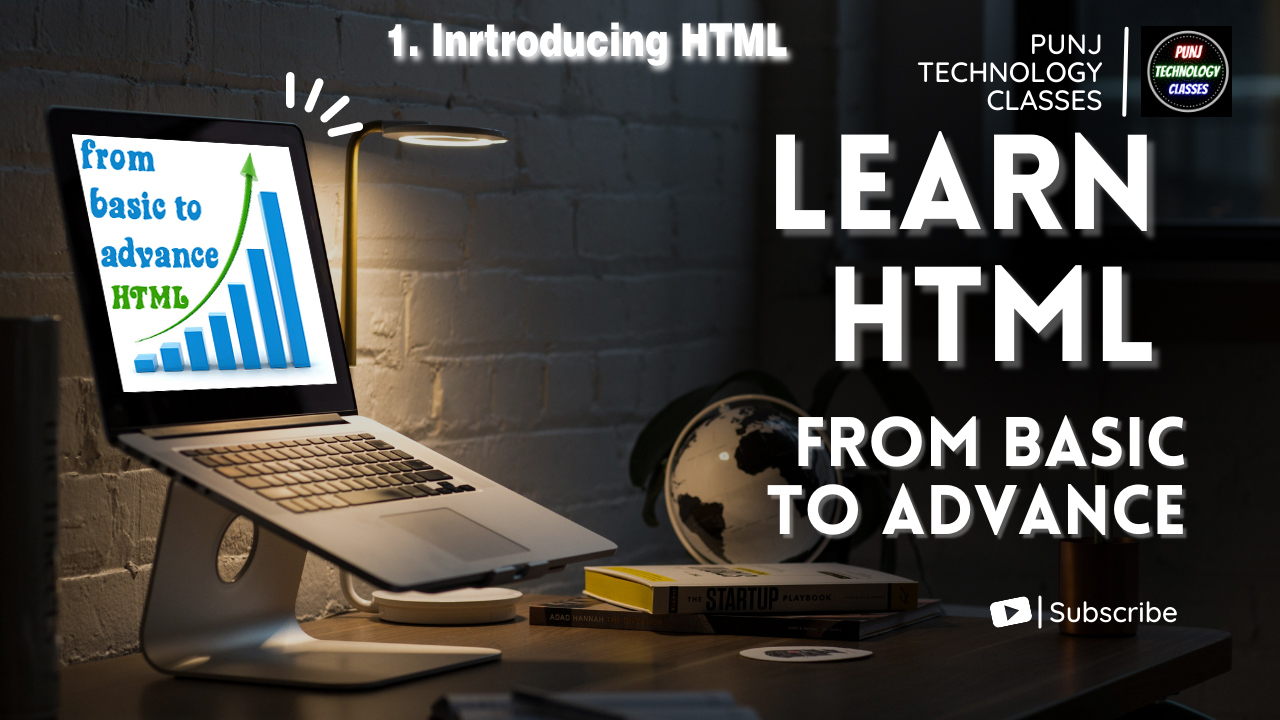 1. Inrtroducing HTML
PUNJ
TECHNOLOGY
CLASSES
PUNJ
TECHNOLOGY
CLASSES
LEARN
HTML
FROM BASIC
TO ADVANCE
from
basic to
advance
HTML
THE STARTUP PLAYBOOK
ADAD HANNAH
Subscribe